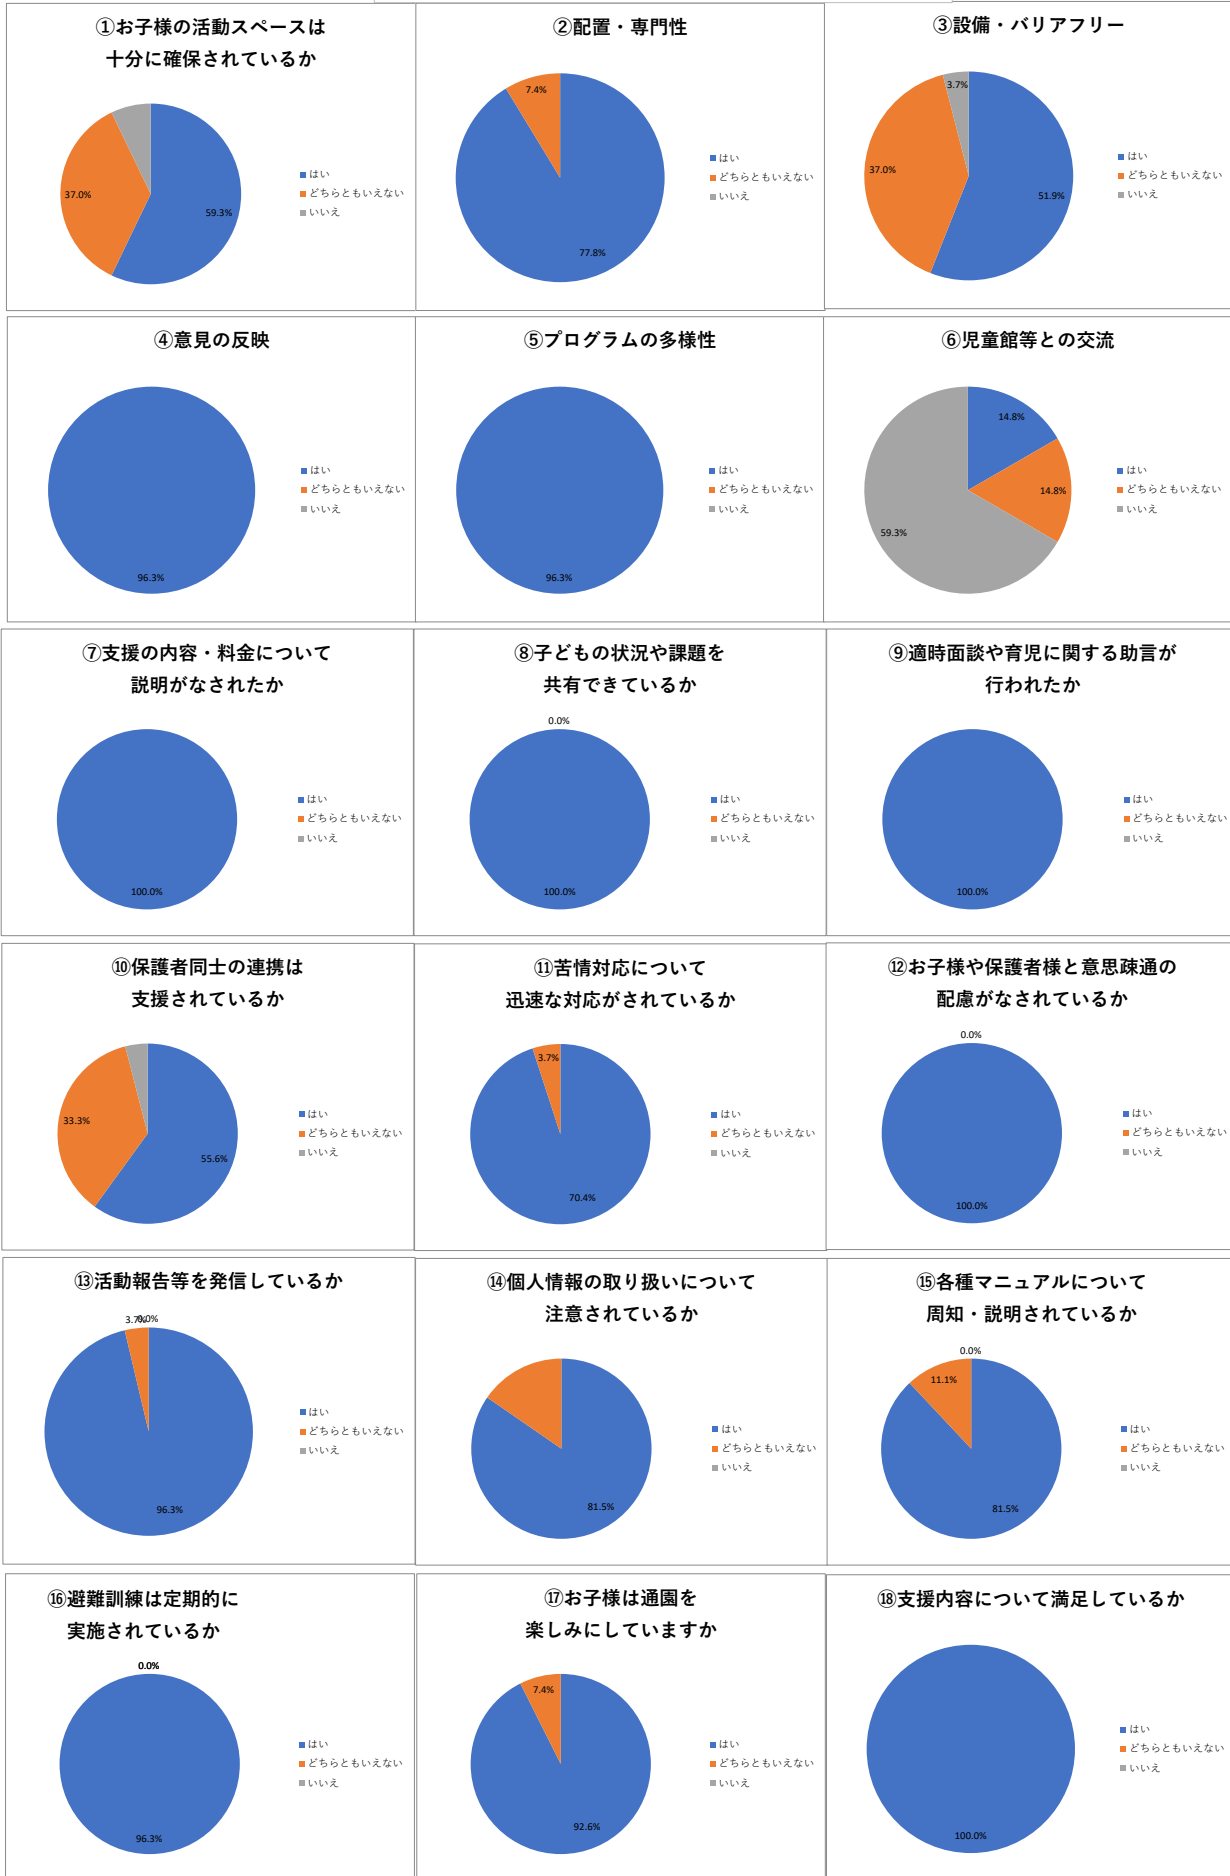 ①お子様の活動スペースは
十分に確保されているか
37.0%
59.3%
はい
どちらともいえない
いいえ
②配置・専門性
7.4%
77.8%
はい
どちらともいえない
いいえ
③設備・バリアフリー
3.7%
37.0%
51.9%
はい
どちらともいえない
いいえ
④意見の反映
96.3%
はい
どちらともいえない
いいえ
⑤プログラムの多様性
96.3%
はい
どちらともいえない
いいえ
⑥児童館等との交流
14.8%
14.8%
59.3%
はい
どちらともいえない
いいえ
⑦支援の内容・料金について
説明がなされたか
100.0%
はい
どちらともいえない
いいえ
⑧子どもの状況や課題を
共有できているか
0.0%
100.0%
はい
どちらともいえない
いいえ
⑨適時面談や育児に関する助言が
行われたか
100.0%
はい
どちらともいえない
いいえ
⑩保護者同士の連携は
支援されているか
33.3%
55.6%
はい
どちらともいえない
いいえ
⑪苦情対応について
迅速な対応がされているか
3.7%
70.4%
はい
どちらともいえない
いいえ
⑫お子様や保護者様と意思疎通の
配慮がなされているか
0.0%
100.0%
はい
どちらともいえない
いいえ
⑬活動報告等を発信しているか
3.7%
0.0%
96.3%
はい
どちらともいえない
いいえ
⑭個人情報の取り扱いについて
注意されているか
81.5%
はい
どちらともいえない
いいえ
⑮各種マニュアルについて
周知・説明されているか
0.0%
11.1%
81.5%
はい
どちらともいえない
いいえ
⑯避難訓練は定期的に
実施されているか
0.0%
96.3%
はい
どちらともいえない
いいえ
⑰お子様は通園を
楽しみにしていますか
7.4%
92.6%
はい
どちらともいえない
いいえ
⑱支援内容について満足しているか
100.0%
はい
どちらともいえない
いいえ